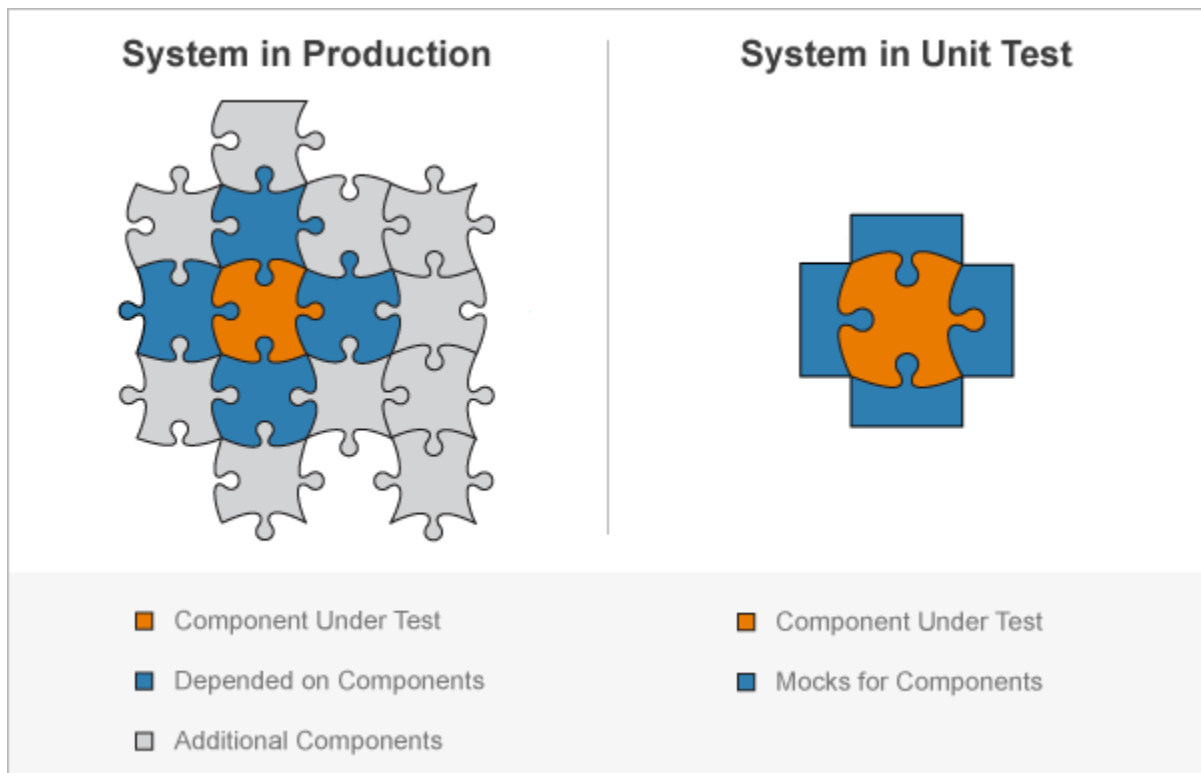 System in Production
System in Unit Test
Component Under Test
Depended on Components
Additional Components
Component Under Test
Mocks for Components